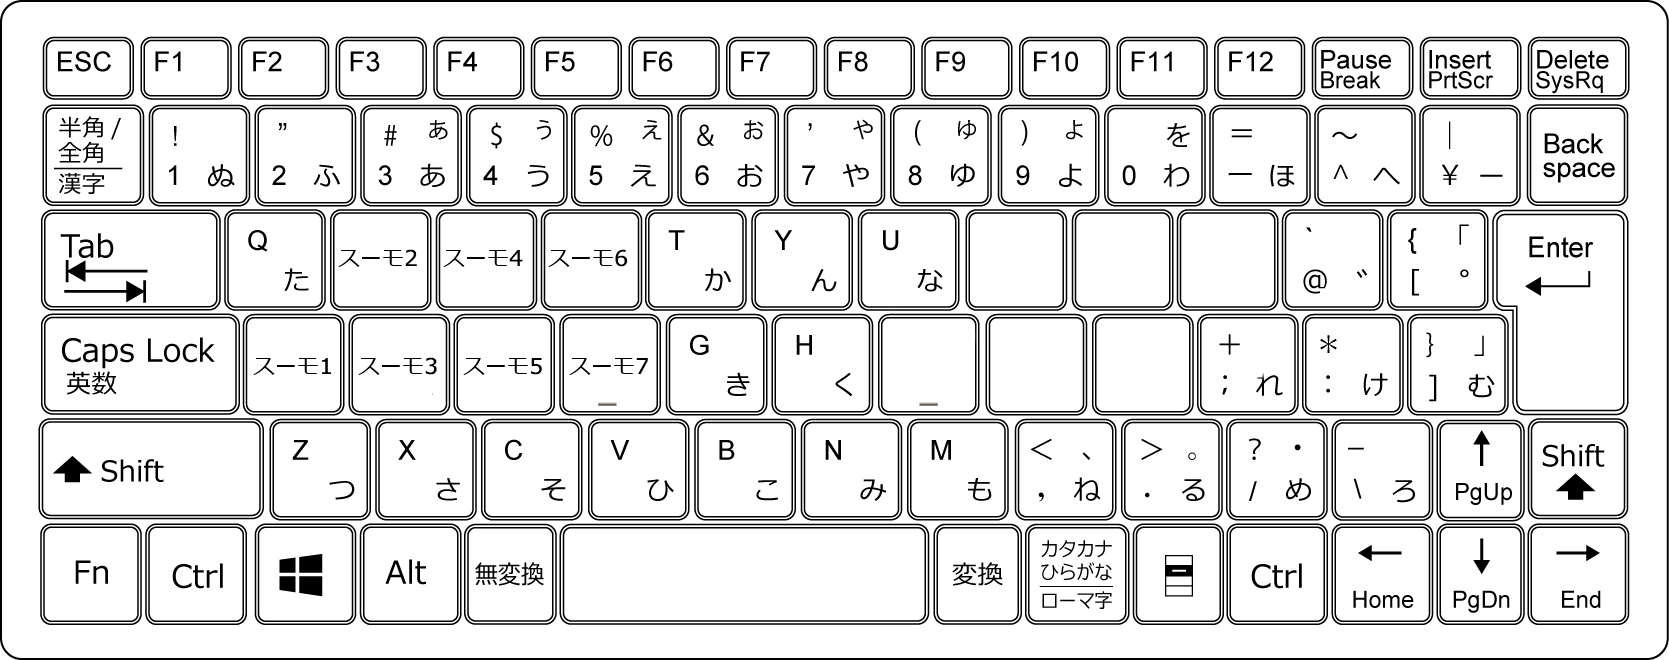 ESC F1 F2 F3 F4 F5 F6 F7 F8 F9 F10 F11 F12 Pause Insert Delete
Break PrtScr SysRq
半角/ ! ” # ぁ $ ぅ % ぇ & ぉ ’ ゃ ( ゅ ) ょ を = ～ | Back
全角 space
漢字 1 ぬ 2 ふ 3 あ 4 う 5 え 6 お 7 や 8 ゆ 9 よ 0 わ ー ほ ^ へ ¥ ー
Tab Q スーモ2 スーモ4 スーモ6 T Y U ` { 「 Enter
た か ん な @ ゛ [ ゜
Caps Lock スーモ1 スーモ3 スーモ5 スーモ7 G H + * } 」
英数 _ き く _ ; れ : け ] む
Shift Z X C V B N M < 、 > 。 ? ・ － ↑ Shift
つ さ そ ひ こ み も , ね . る / め \ ろ PgUp
Fn Ctrl Alt 無変換 変換 カタカナ Ctrl ← ↓ →
ひらがな
ローマ字 Home PgDn End